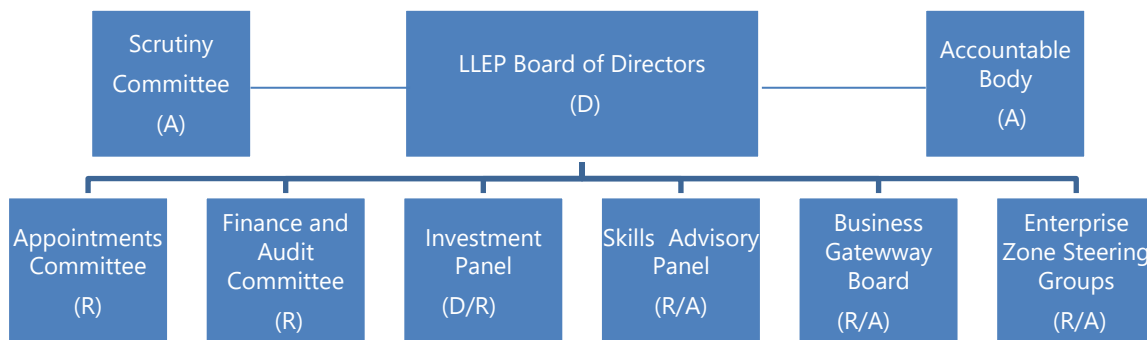 Scrutiny
Committee
(A)
LLEP Board of Directors
(D)
Accountable
Body
(A)
Appointments
Committee
(R)
Finance and
Audit
Committee
(R)
Investment
Panel
(D/R)
Skills Advisory
Panel
(R/A)
Business
Gatewway
Board
(R/A)
Enterprise
Zone Steering
Groups
(R/A)